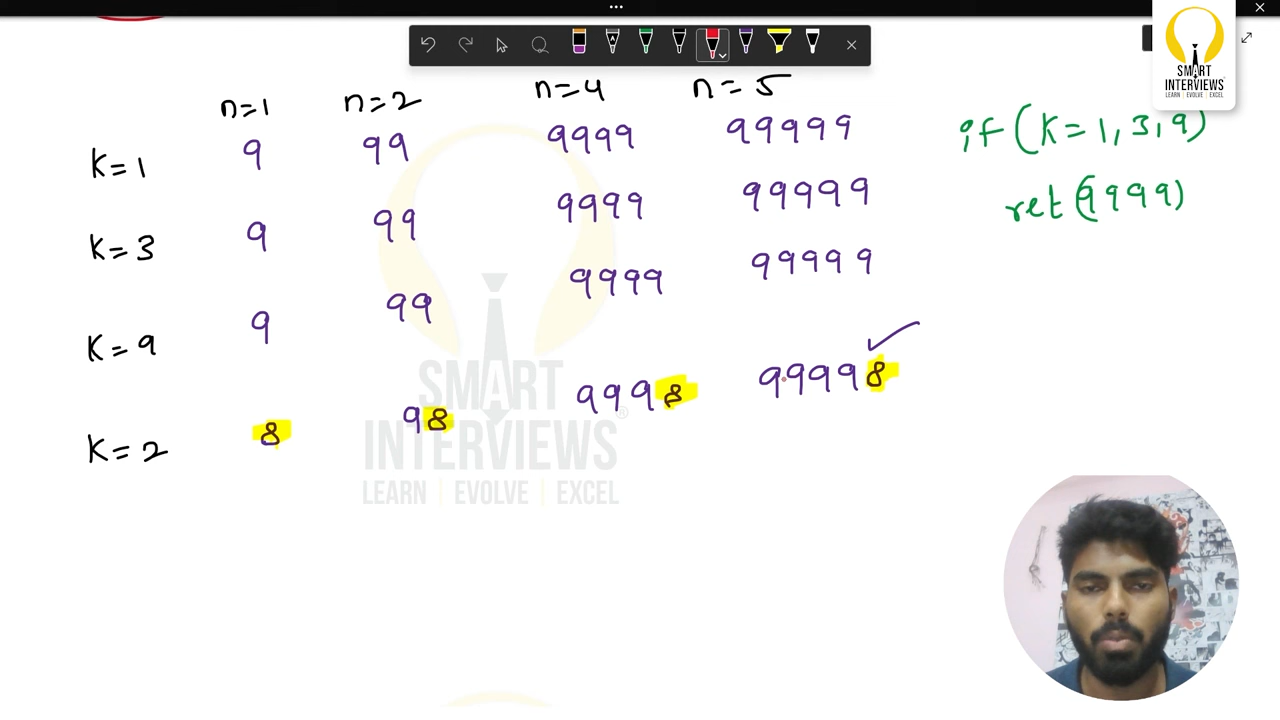 SMART
INTERVIEWS
LEARN | EVOLVE | EXCEL
n=1 n=2 n=4 n=5
K=1 9 99 9999 99999
if (K=1,3,9)
ret(9999)
K=3 9 99 9999 99999
K=9 9 99 9999 99999
K=2 8 98 9998 99998
SMART
INTERVIEWS®
LEARN | EVOLVE | EXCEL